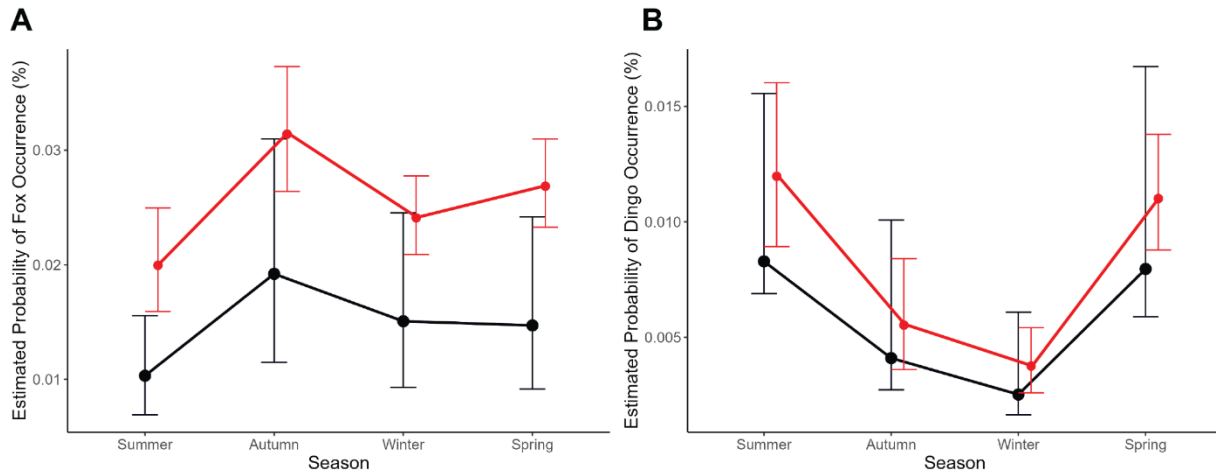 A
Estimated Probability of Fox Occurrence (%)
0.03
0.02
0.01
Summer Autumn Winter Spring
Season
B
Estimated Probability of Dingo Occurrence (%)
0.015
0.010
0.005
Summer Autumn Winter Spring
Season